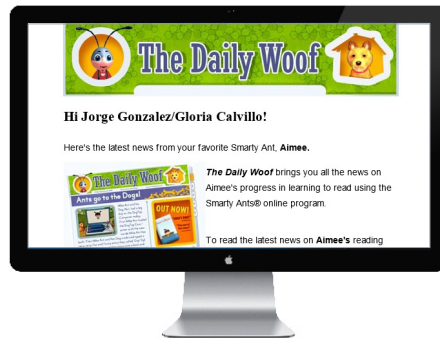 The Daily Woof
Hi Jorge Gonzalez/Gloria Calvillo!
Here's the latest news from your favorite Smarty Ant, Aimee.
The Daily Woof
Ants go to the Dogs!
OUT NOW!
The Daily Woof brings you all the news on
Aimee's progress in learning to read using the
Smarty Ants® online program.
To read the latest news on Aimee's reading